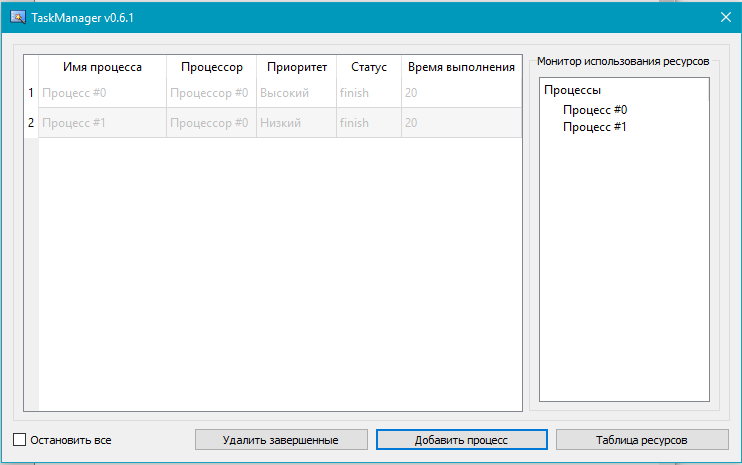 TaskManager v0.6.1
Имя процесса Процессор Приоритет Статус Время выполнения
1 Процесс #0 Процессор #0 Высокий finish 20
2 Процесс #1 Процессор #0 Низкий finish 20
Монитор использования ресурсов
Процессы
Процесс #0
Процесс #1
Остановить все
Удалить завершенные
Добавить процесс
Таблица ресурсов